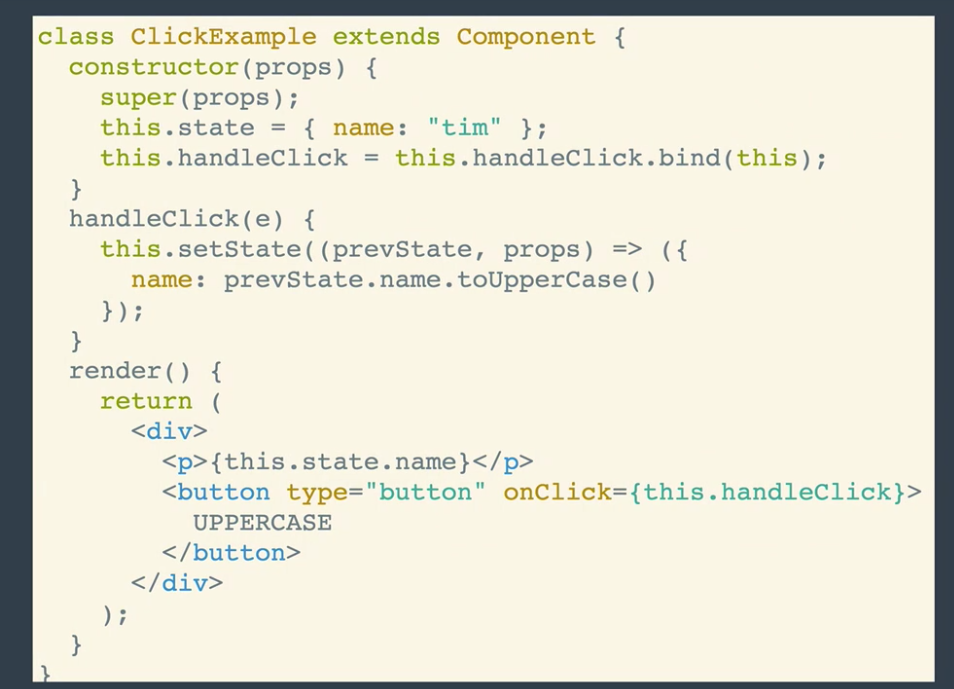 class ClickExample extends Component {
  constructor(props) {
    super(props);
    this.state = { name: "tim" };
    this.handleClick = this.handleClick.bind(this);
  }
  handleClick(e) {
    this.setState((prevState, props) => ({
      name: prevState.name.toUpperCase()
    });
  }
  render() {
    return (
      <div>
        <p>{this.state.name}</p>
        <button type="button" onClick={this.handleClick}>
          UPPERCASE
        </button>
      </div>
    );
  }
}